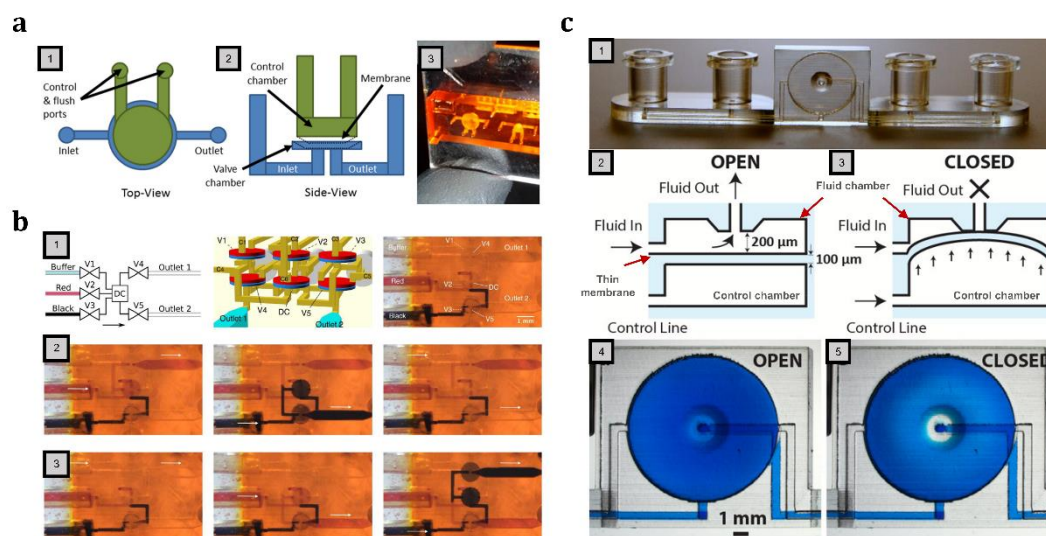 a
1
Control
& flush
ports
Inlet
Outlet
Top-View
2
Control
chamber
Membrane
Valve
chamber
Inlet
Outlet
Side-View
3
b
1
Buffer
V1
V4
Outlet 1
Red
V2
DC
Black
V3
V5
Outlet 2
V1
C1
C2
V2
V3
C4
C5
V4
DC
V5
Outlet 1
Outlet 2
Buffer
V1
V4
Outlet 1
Red
V2
DC
Outlet 2
Black
V3
V5
1 mm
2
3
c
1
2
OPEN
Fluid Out
Fluid chamber
Fluid In
200 µm
100 µm
Thin
membrane
Control chamber
Control Line
3
CLOSED
Fluid Out
Fluid In
Control chamber
Control Line
4
OPEN
1 mm
5
CLOSED